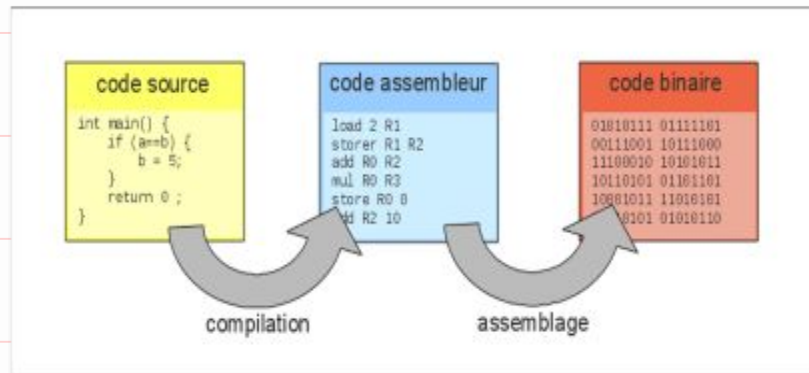 code source
int main() {
if (a==b) {
b = 5;
}
return 0 ;
}
code assembleur
load 2 R1
storer R1 R2
add R0 R2
mul R0 R3
store R0 0
R2 10
code binaire
01010111 01111101
00111001 10111000
11100010 10101011
10110101 01101101
11010101
01010110
compilation
assemblage